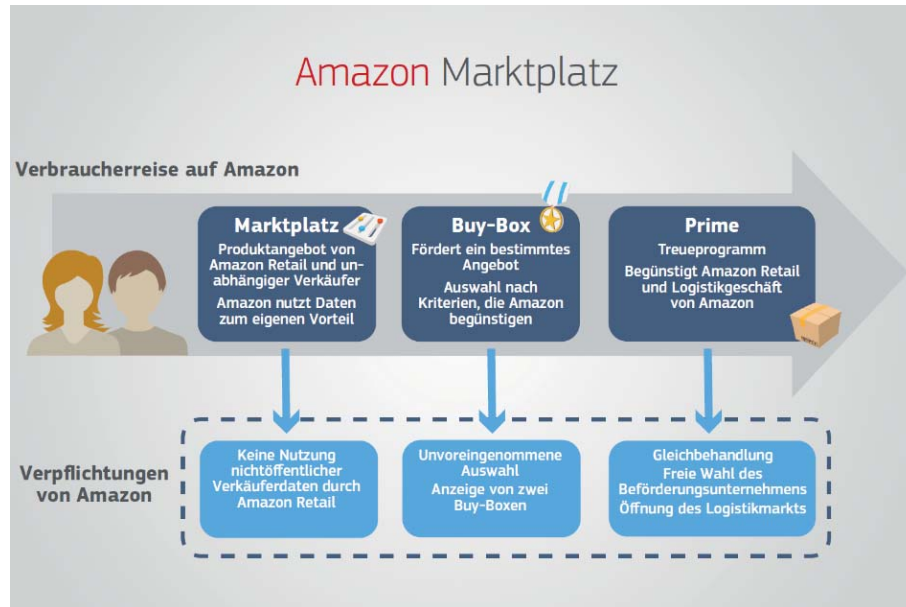 Amazon Marktplatz
Verbraucherreise auf Amazon
Marktplatz
Produktangebot von
Amazon Retail und un-
abhängiger Verkäufer
Amazon nutzt Daten
zum eigenen Vorteil
Buy-Box
Fördert ein bestimmtes
Angebot
Auswahl nach
Kriterien, die Amazon
begünstigen
Prime
Treueprogramm
Begünstigt Amazon Retail
und Logistikgeschäft
von Amazon
Verpflichtungen
von Amazon
Keine Nutzung
nichtöffentlicher
Verkäuferdaten durch
Amazon Retail
Unvoreingenommene
Auswahl
Anzeige von zwei
Buy-Boxen
Gleichbehandlung
Freie Wahl des
Beförderungsunternehmens
Öffnung des Logistikmarkts